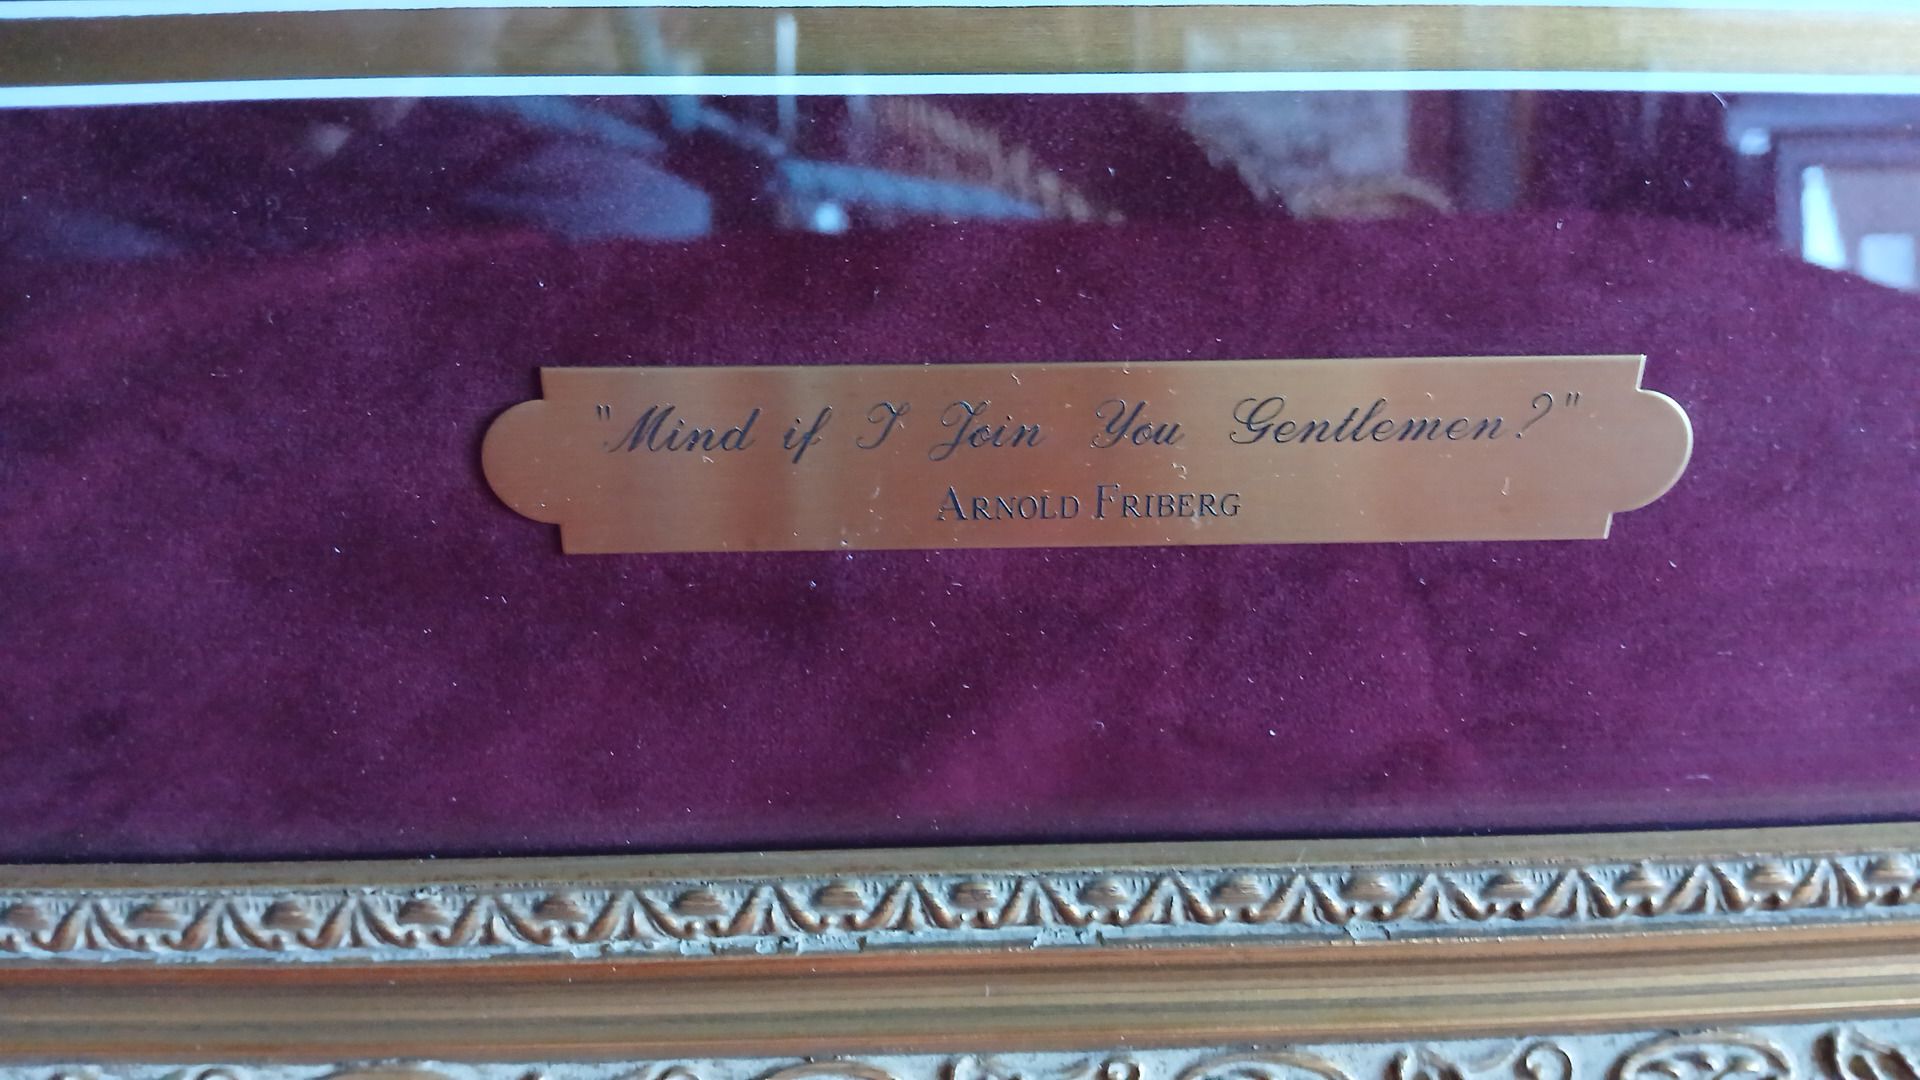 "Mind if I Join You Gentlemen?"
ARNOLD FRIBERG